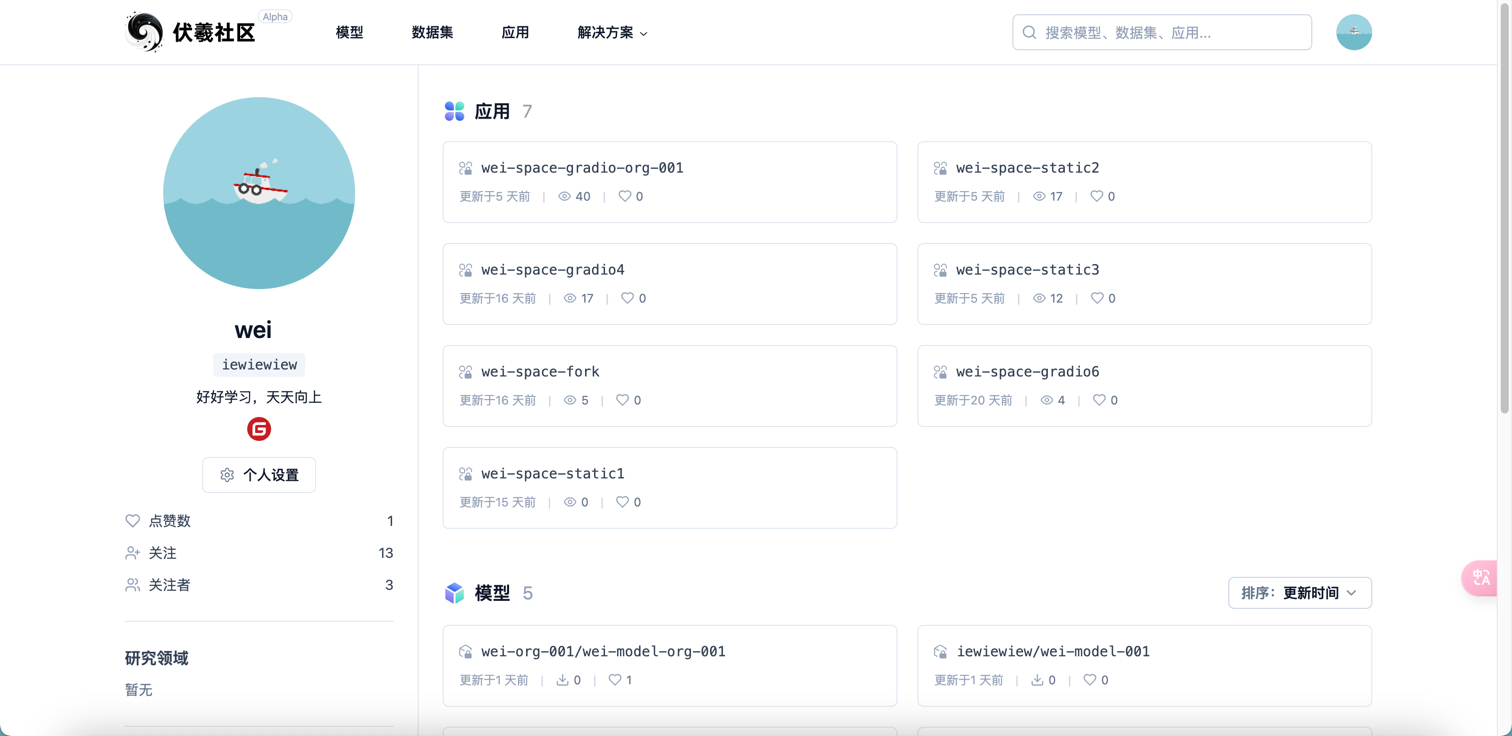 伏羲社区 Alpha 模型 数据集 应用 解决方案 搜索模型、数据集、应用...
wei
iewiewiew
好好学习，天天向上
G
个人设置
点赞数 1
关注 13
关注者 3
研究领域
暂无
应用 7
wei-space-gradio-org-001
更新于5 天前 | 40 | 0
wei-space-static2
更新于5 天前 | 17 | 0
wei-space-gradio4
更新于16 天前 | 17 | 0
wei-space-static3
更新于5 天前 | 12 | 0
wei-space-fork
更新于16 天前 | 5 | 0
wei-space-gradio6
更新于20 天前 | 4 | 0
wei-space-static1
更新于15 天前 | 0 | 0
模型 5
排序：更新时间
wei-org-001/wei-model-org-001
更新于1 天前 | 0 | 1
iewiewiew/wei-model-001
更新于1 天前 | 0 | 0
中A